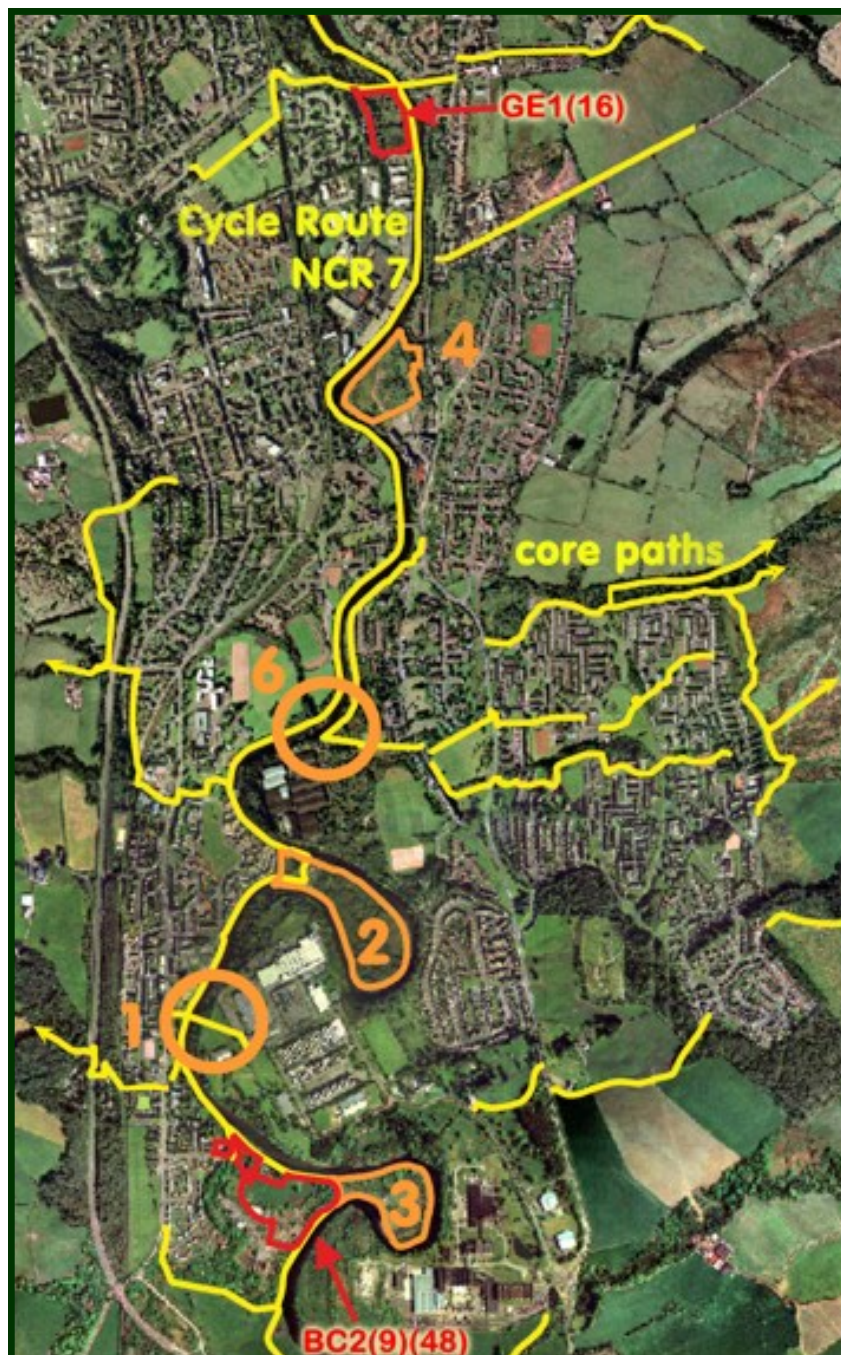 GE1(16)
Cycle Route
NCR 7
4
core paths
6
2
1
3
BC2(9)(48)